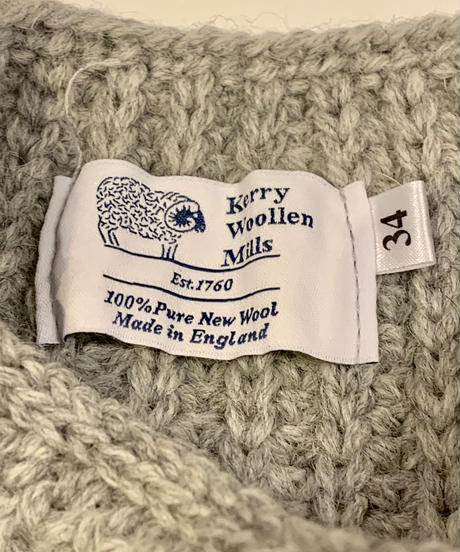 Kerry
Woollen
Mills
Est.1760
100%Pure New Wool
Made in England
34